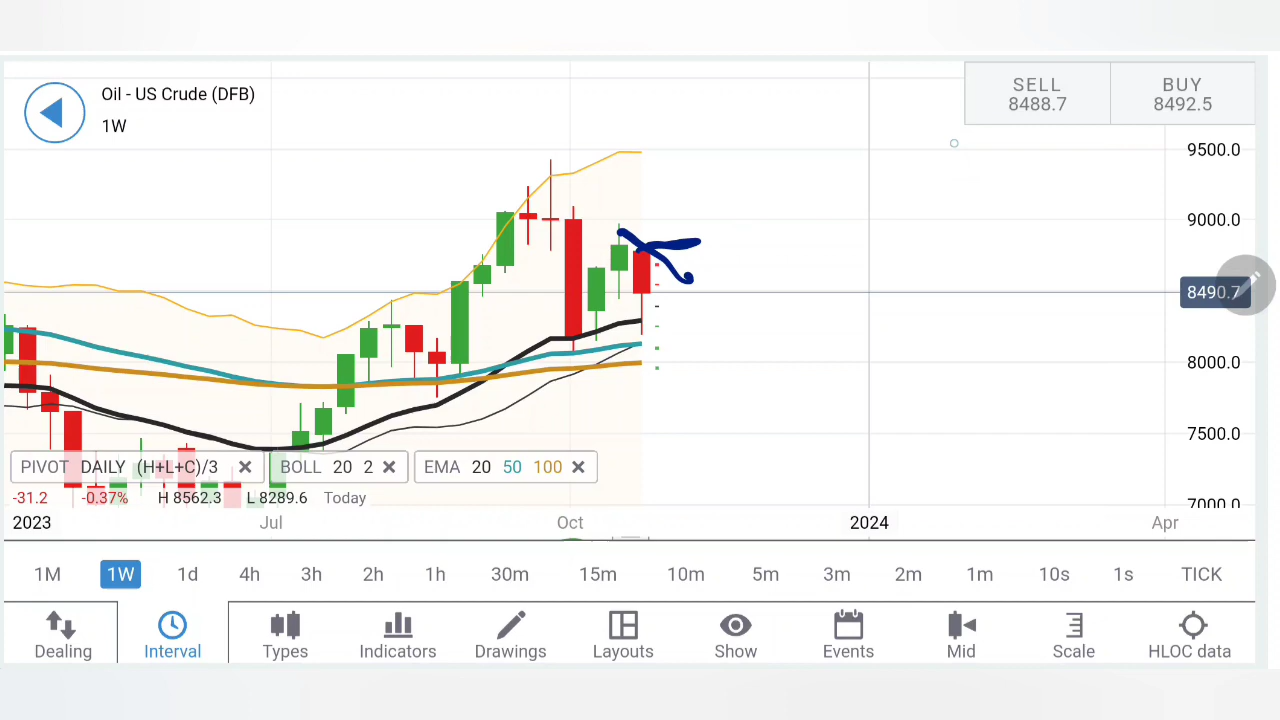 Oil - US Crude (DFB)
1W
SELL
8488.7
BUY
8492.5
9500.0
9000.0
8490.7
8000.0
7500.0
7000.0
PIVOT DAILY (H+L+C)/3
BOLL 20 2
EMA 20 50 100
-31.2 -0.37% H 8562.3 L 8289.6 Today
2023 Jul Oct 2024 Apr
1M 1W 1d 4h 3h 2h 1h 30m 15m 10m 5m 3m 2m 1m 10s 1s TICK
Dealing Interval Types Indicators Drawings Layouts Show Events Mid Scale HLOC data